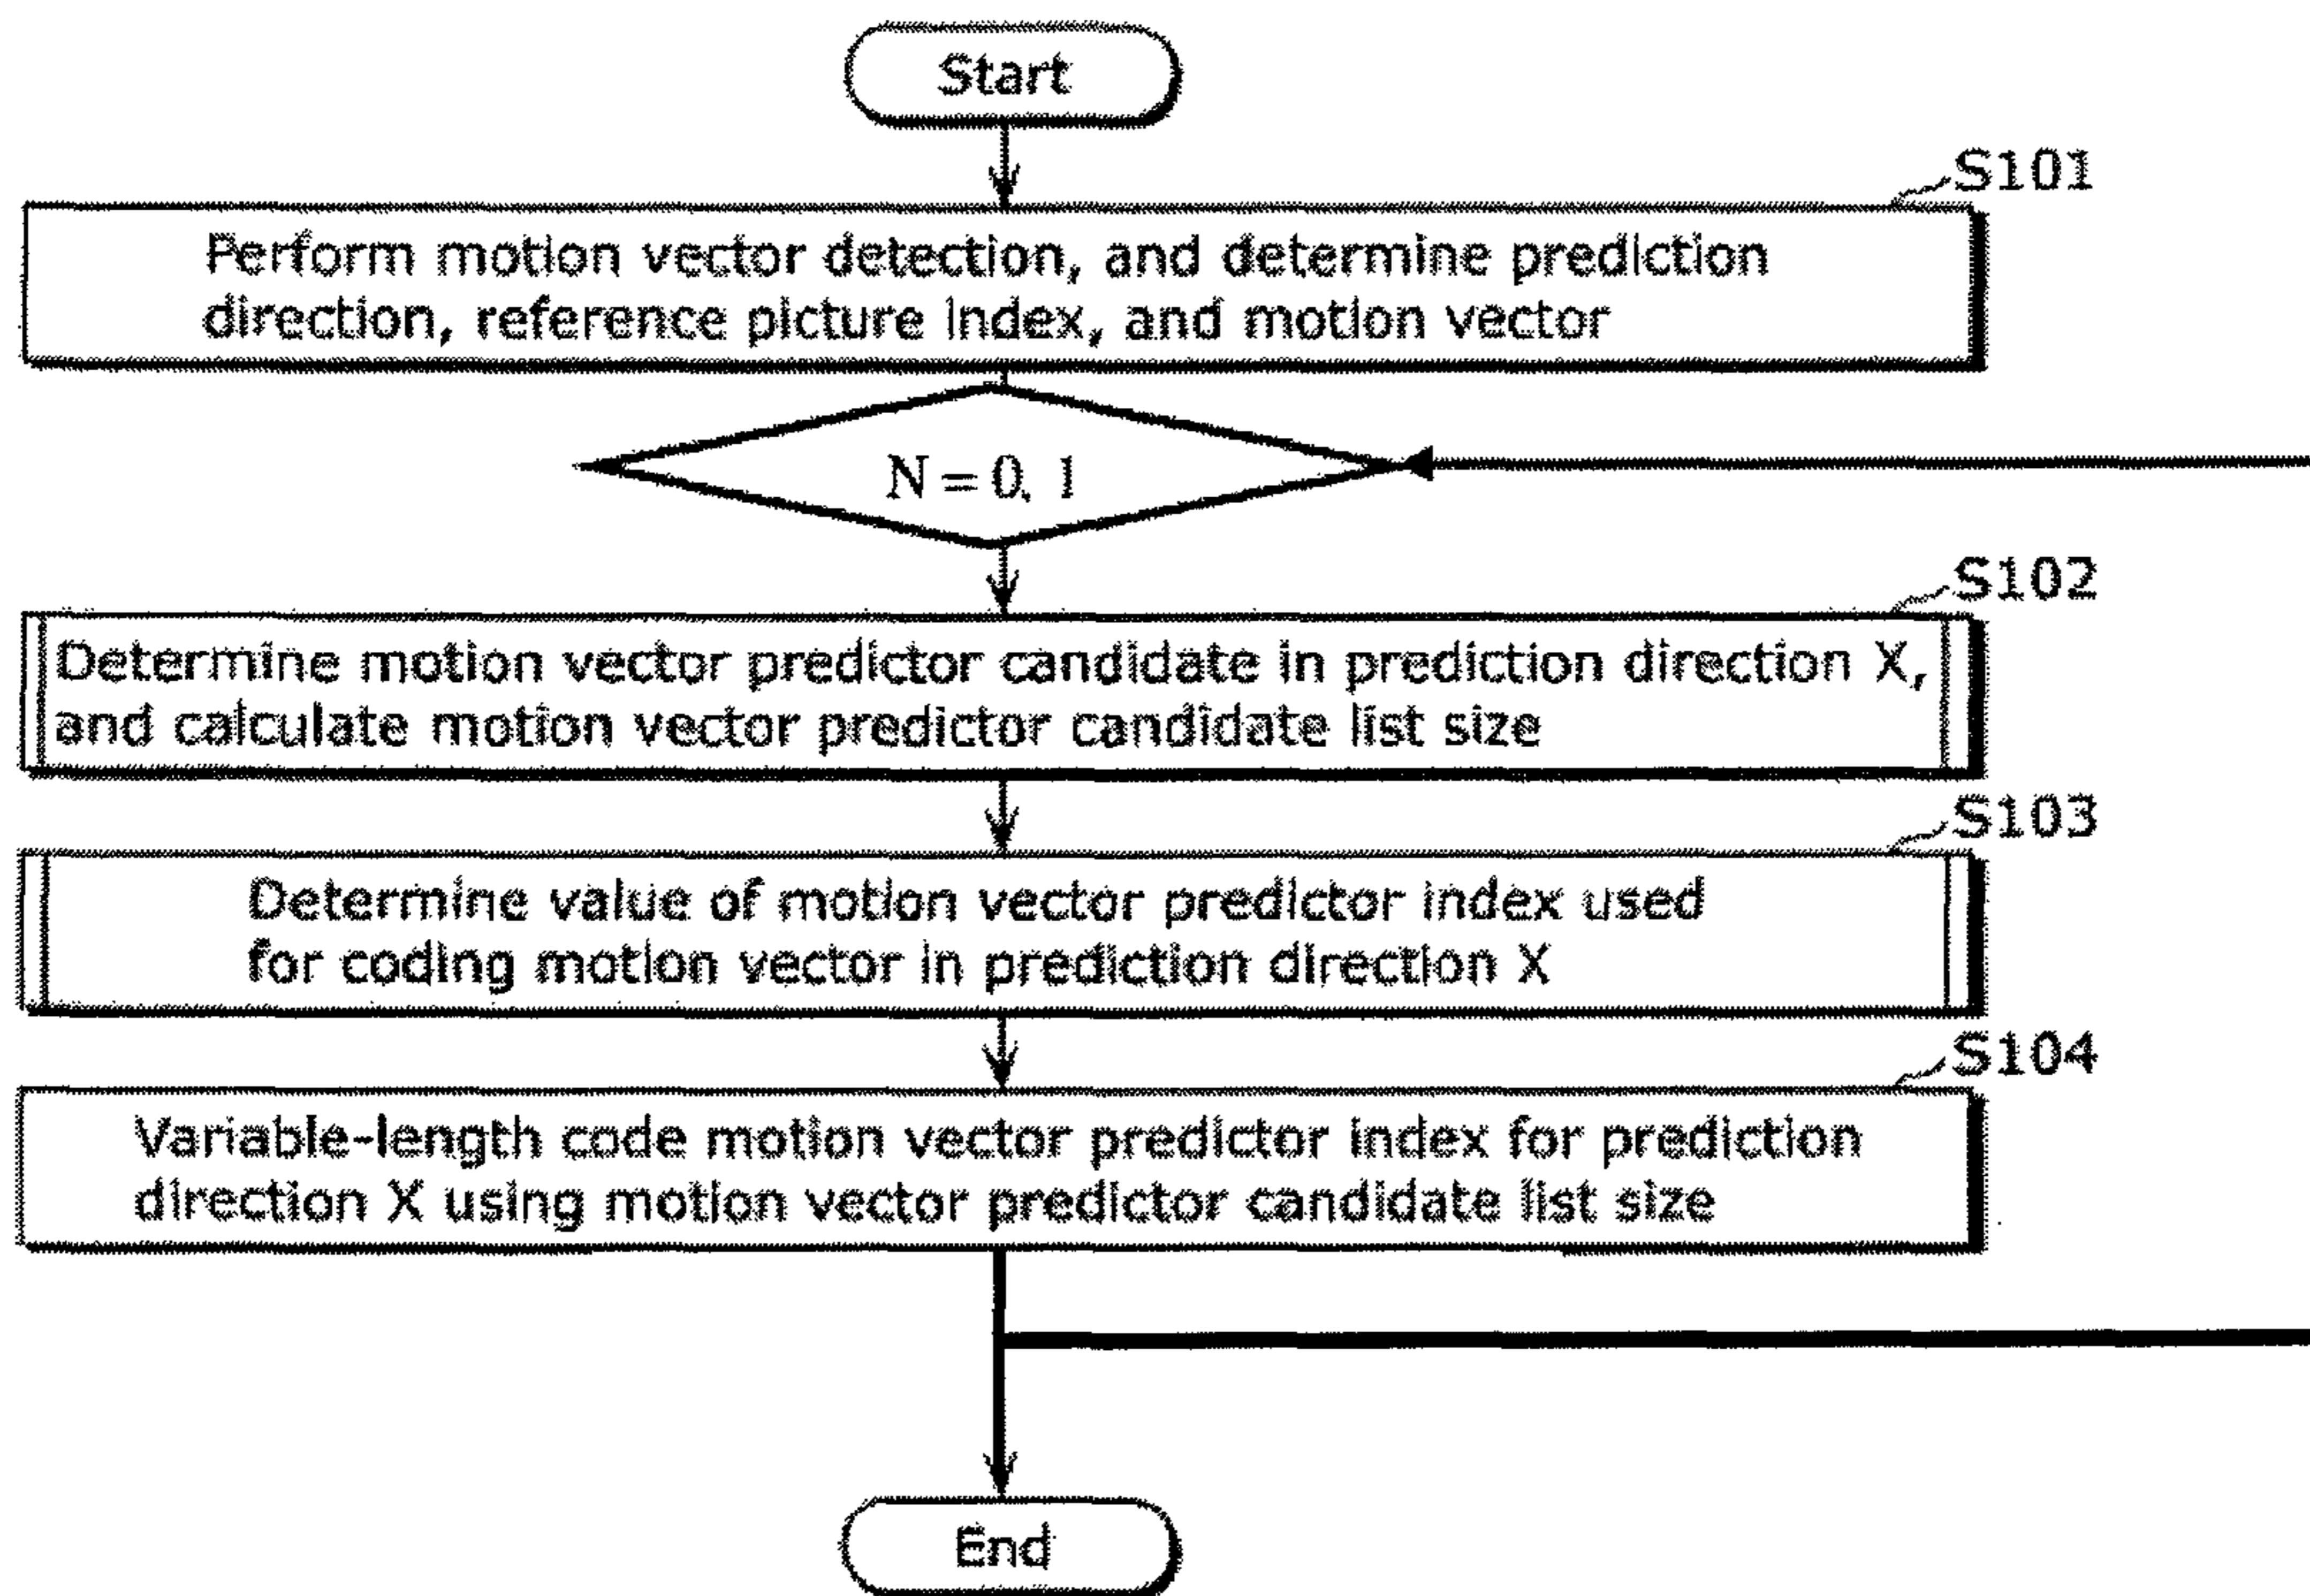 Start
S101
Perform motion vector detection, and determine prediction
direction, reference picture index, and motion vector
N = 0, 1
S102
Determine motion vector predictor candidate in prediction direction X,
and calculate motion vector predictor candidate list size
S103
Determine value of motion vector predictor index used
for coding motion vector in prediction direction X
S104
Variable-length code motion vector predictor index for prediction
direction X using motion vector predictor candidate list size
End